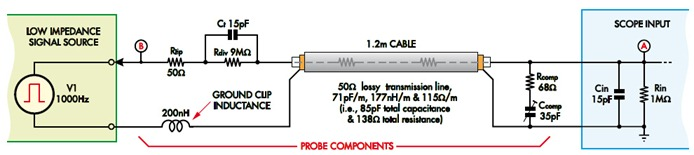 LOW IMPEDANCE
SIGNAL SOURCE
V1
1000Hz
B
Rtip
50Ω
Cf 15pF
Rdiv 9MΩ
200nH
GROUND CLIP
INDUCTANCE
1.2m CABLE
50Ω lossy transmission line,
71pF/m, 177nH/m & 115Ω/m
(i.e., 85pF total capacitance
& 138Ω total resistance)
Rcomp
68Ω
Ccomp
35pF
SCOPE INPUT
A
Cin
15pF
Rin
1MΩ
PROBE COMPONENTS